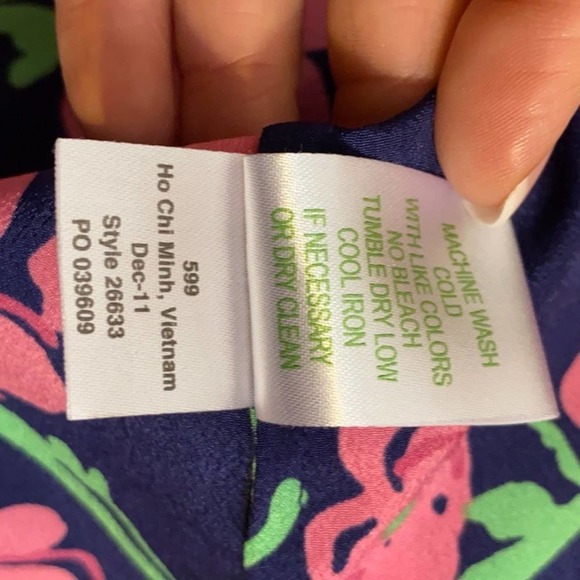 MACHINE WASH
COLD
WITH LIKE COLORS
NO BLEACH
TUMBLE DRY LOW
COOL IRON
IF NECESSARY
OR DRY CLEAN
599
Ho Chi Minh, Vietnam
Dec-11
Style 26633
PO 039609